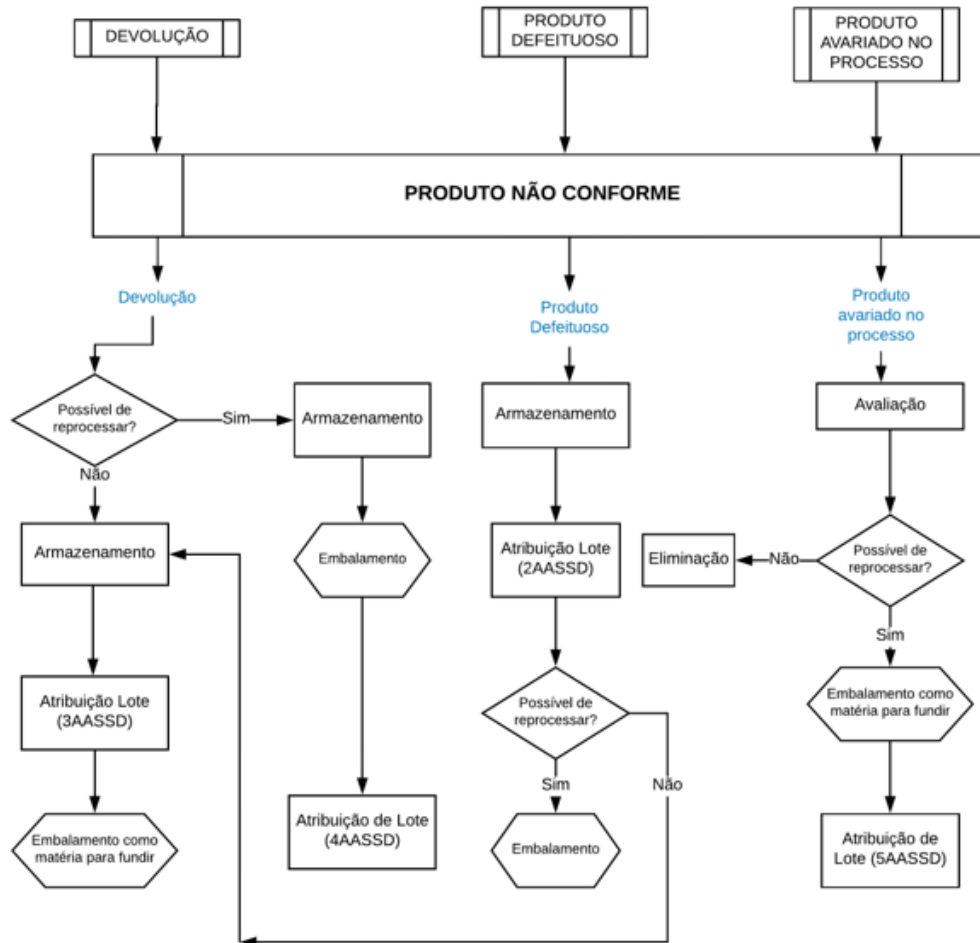 DEVOLUÇÃO
PRODUTO
DEFEITUOSO
PRODUTO
AVARIADO NO
PROCESSO
PRODUTO NÃO CONFORME
Devolução
Produto
Defeituoso
Produto
avariado no
processo
Possível de
reprocessar?
Sim
Armazenamento
Armazenamento
Avaliação
Não
Armazenamento
Embalamento
Atribuição Lote
(2AASSD)
Eliminação
Não
Possível de
reprocessar?
Sim
Atribuição Lote
(3AASSD)
Possível de
reprocessar?
Embalamento como
matéria para fundir
Sim
Não
Embalamento como
matéria para fundir
Atribuição de Lote
(4AASSD)
Embalamento
Atribuição de
Lote (5AASSD)